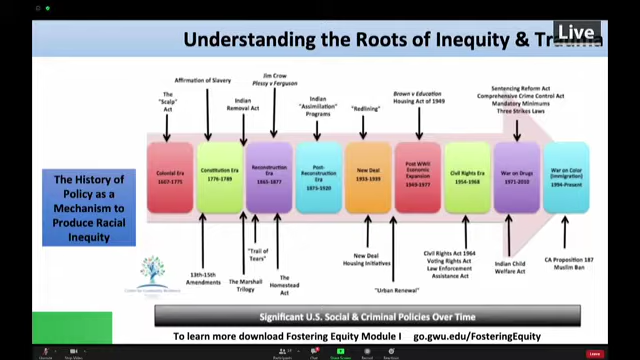 Live
Understanding the Roots of Inequity &
Affirmation of Slavery
Jim Crow
Plessy v Ferguson
The
"Scalp"
Act
Indian
Removal Act
Indian
"Assimilation"
Programs
"Redlining"
Brown v Education
Housing Act of 1949
Sentencing Reform Act
Comprehensive Crime Control Act
Mandatory Minimums
Three Strikes Laws
The History of
Policy as a
Mechanism to
Produce Racial
Inequity
Colonial Era
Constitution Era
1776-1789
Reconstruction
Era
1865-1877
Post-
Reconstruction
Era
1875-1920
New Deal
1933-1939
Post WWII
Economic
Expansion
1949-1977
Civil Rights Era
1954-1968
War on Drugs
1971-2010
War on Color
(Immigration)
1994-Present
13th-15th
Amendments
The Marshall
Trilogy
"Trail of
Tears"
The
Homestead
Act
New Deal
Housing Initiatives
"Urban Renewal"
Civil Rights Act 1964
Voting Rights Act
Law Enforcement
Assistance Act
Indian Child
Welfare Act
CA Proposition 187
Muslim Ban
Significant U.S. Social & Criminal Policies Over Time
To learn more download Fostering Equity Module I go.gwu.edu/FosteringEquity